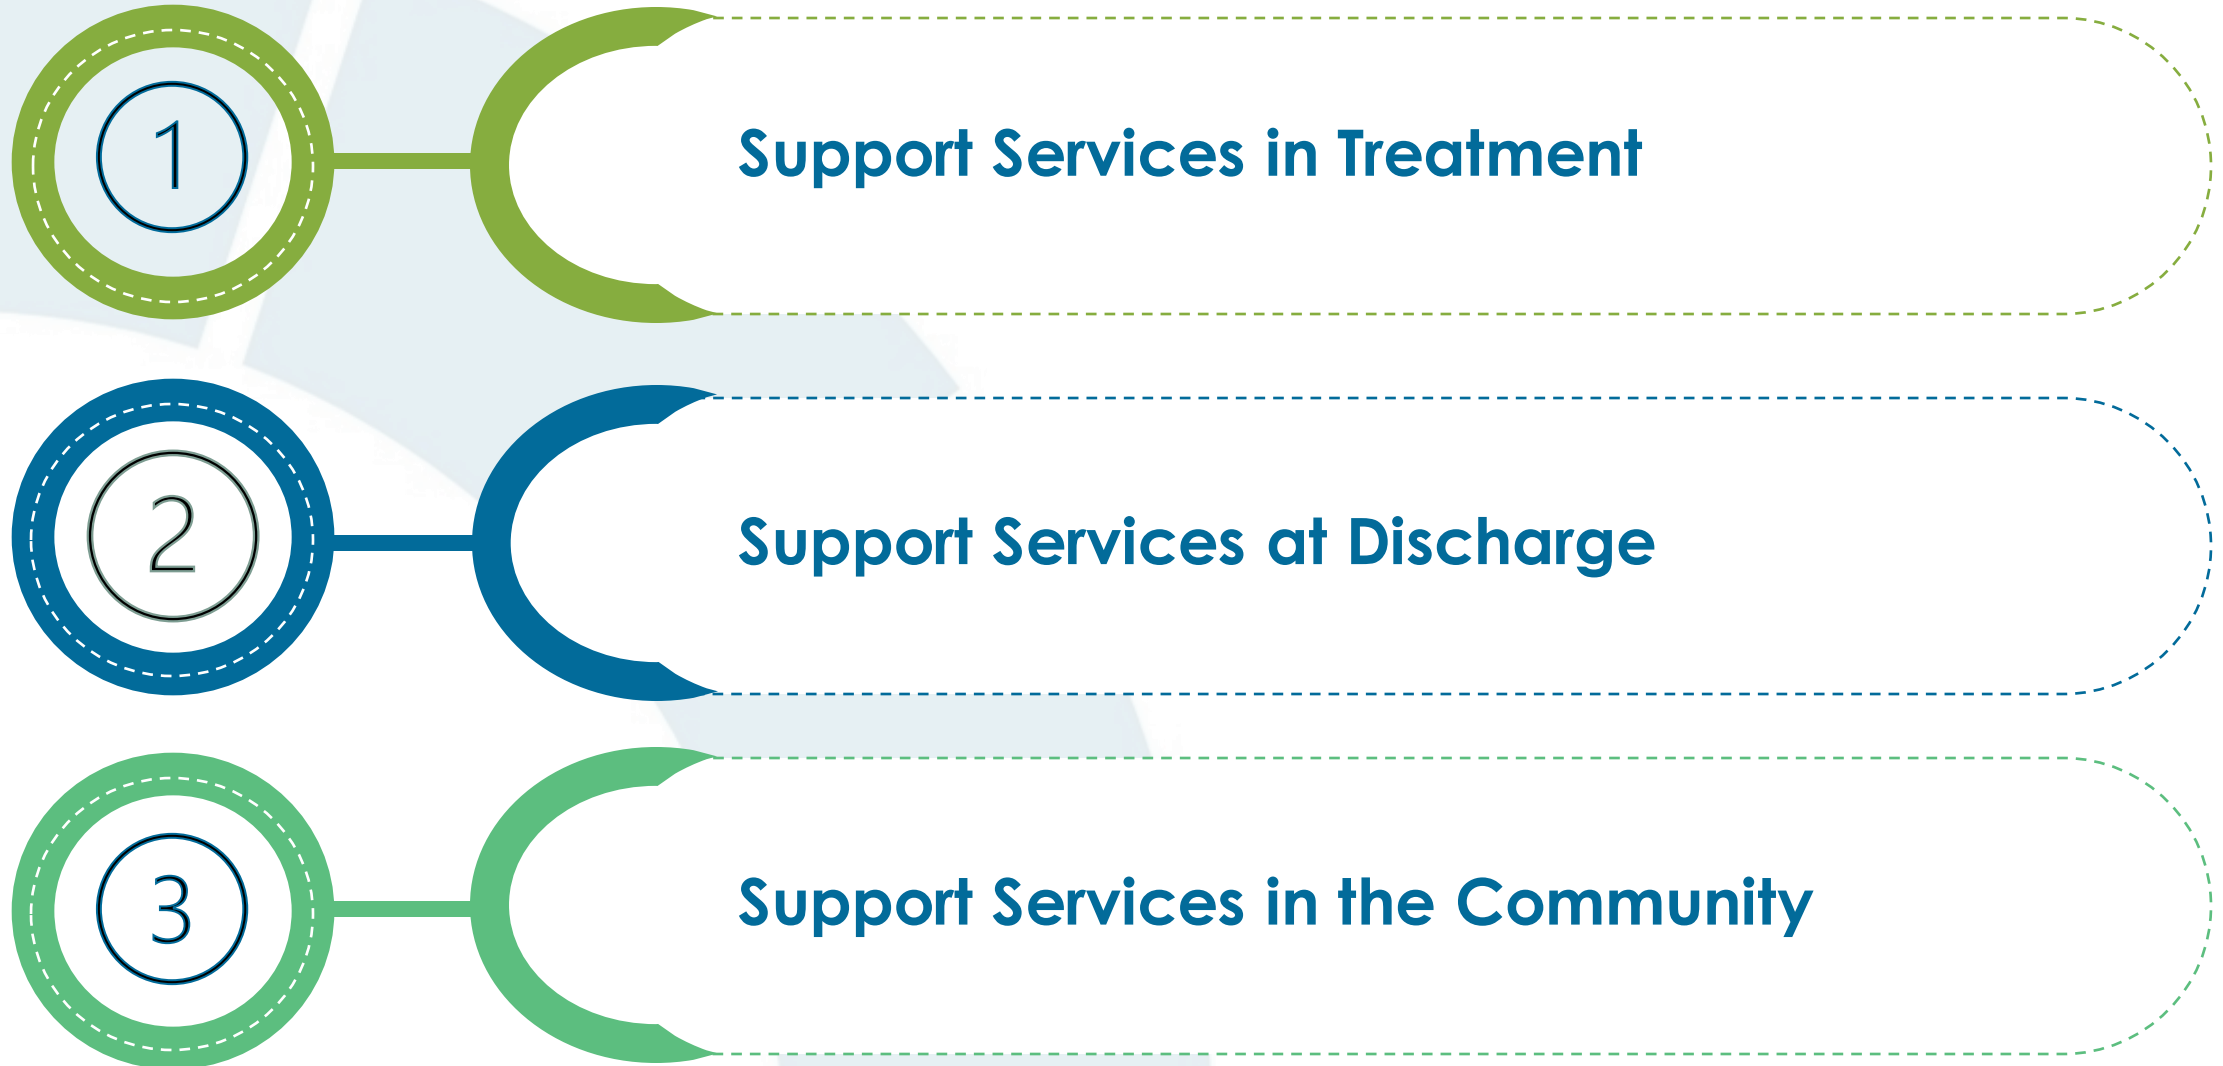 1
Support Services in Treatment
2
Support Services at Discharge
3
Support Services in the Community